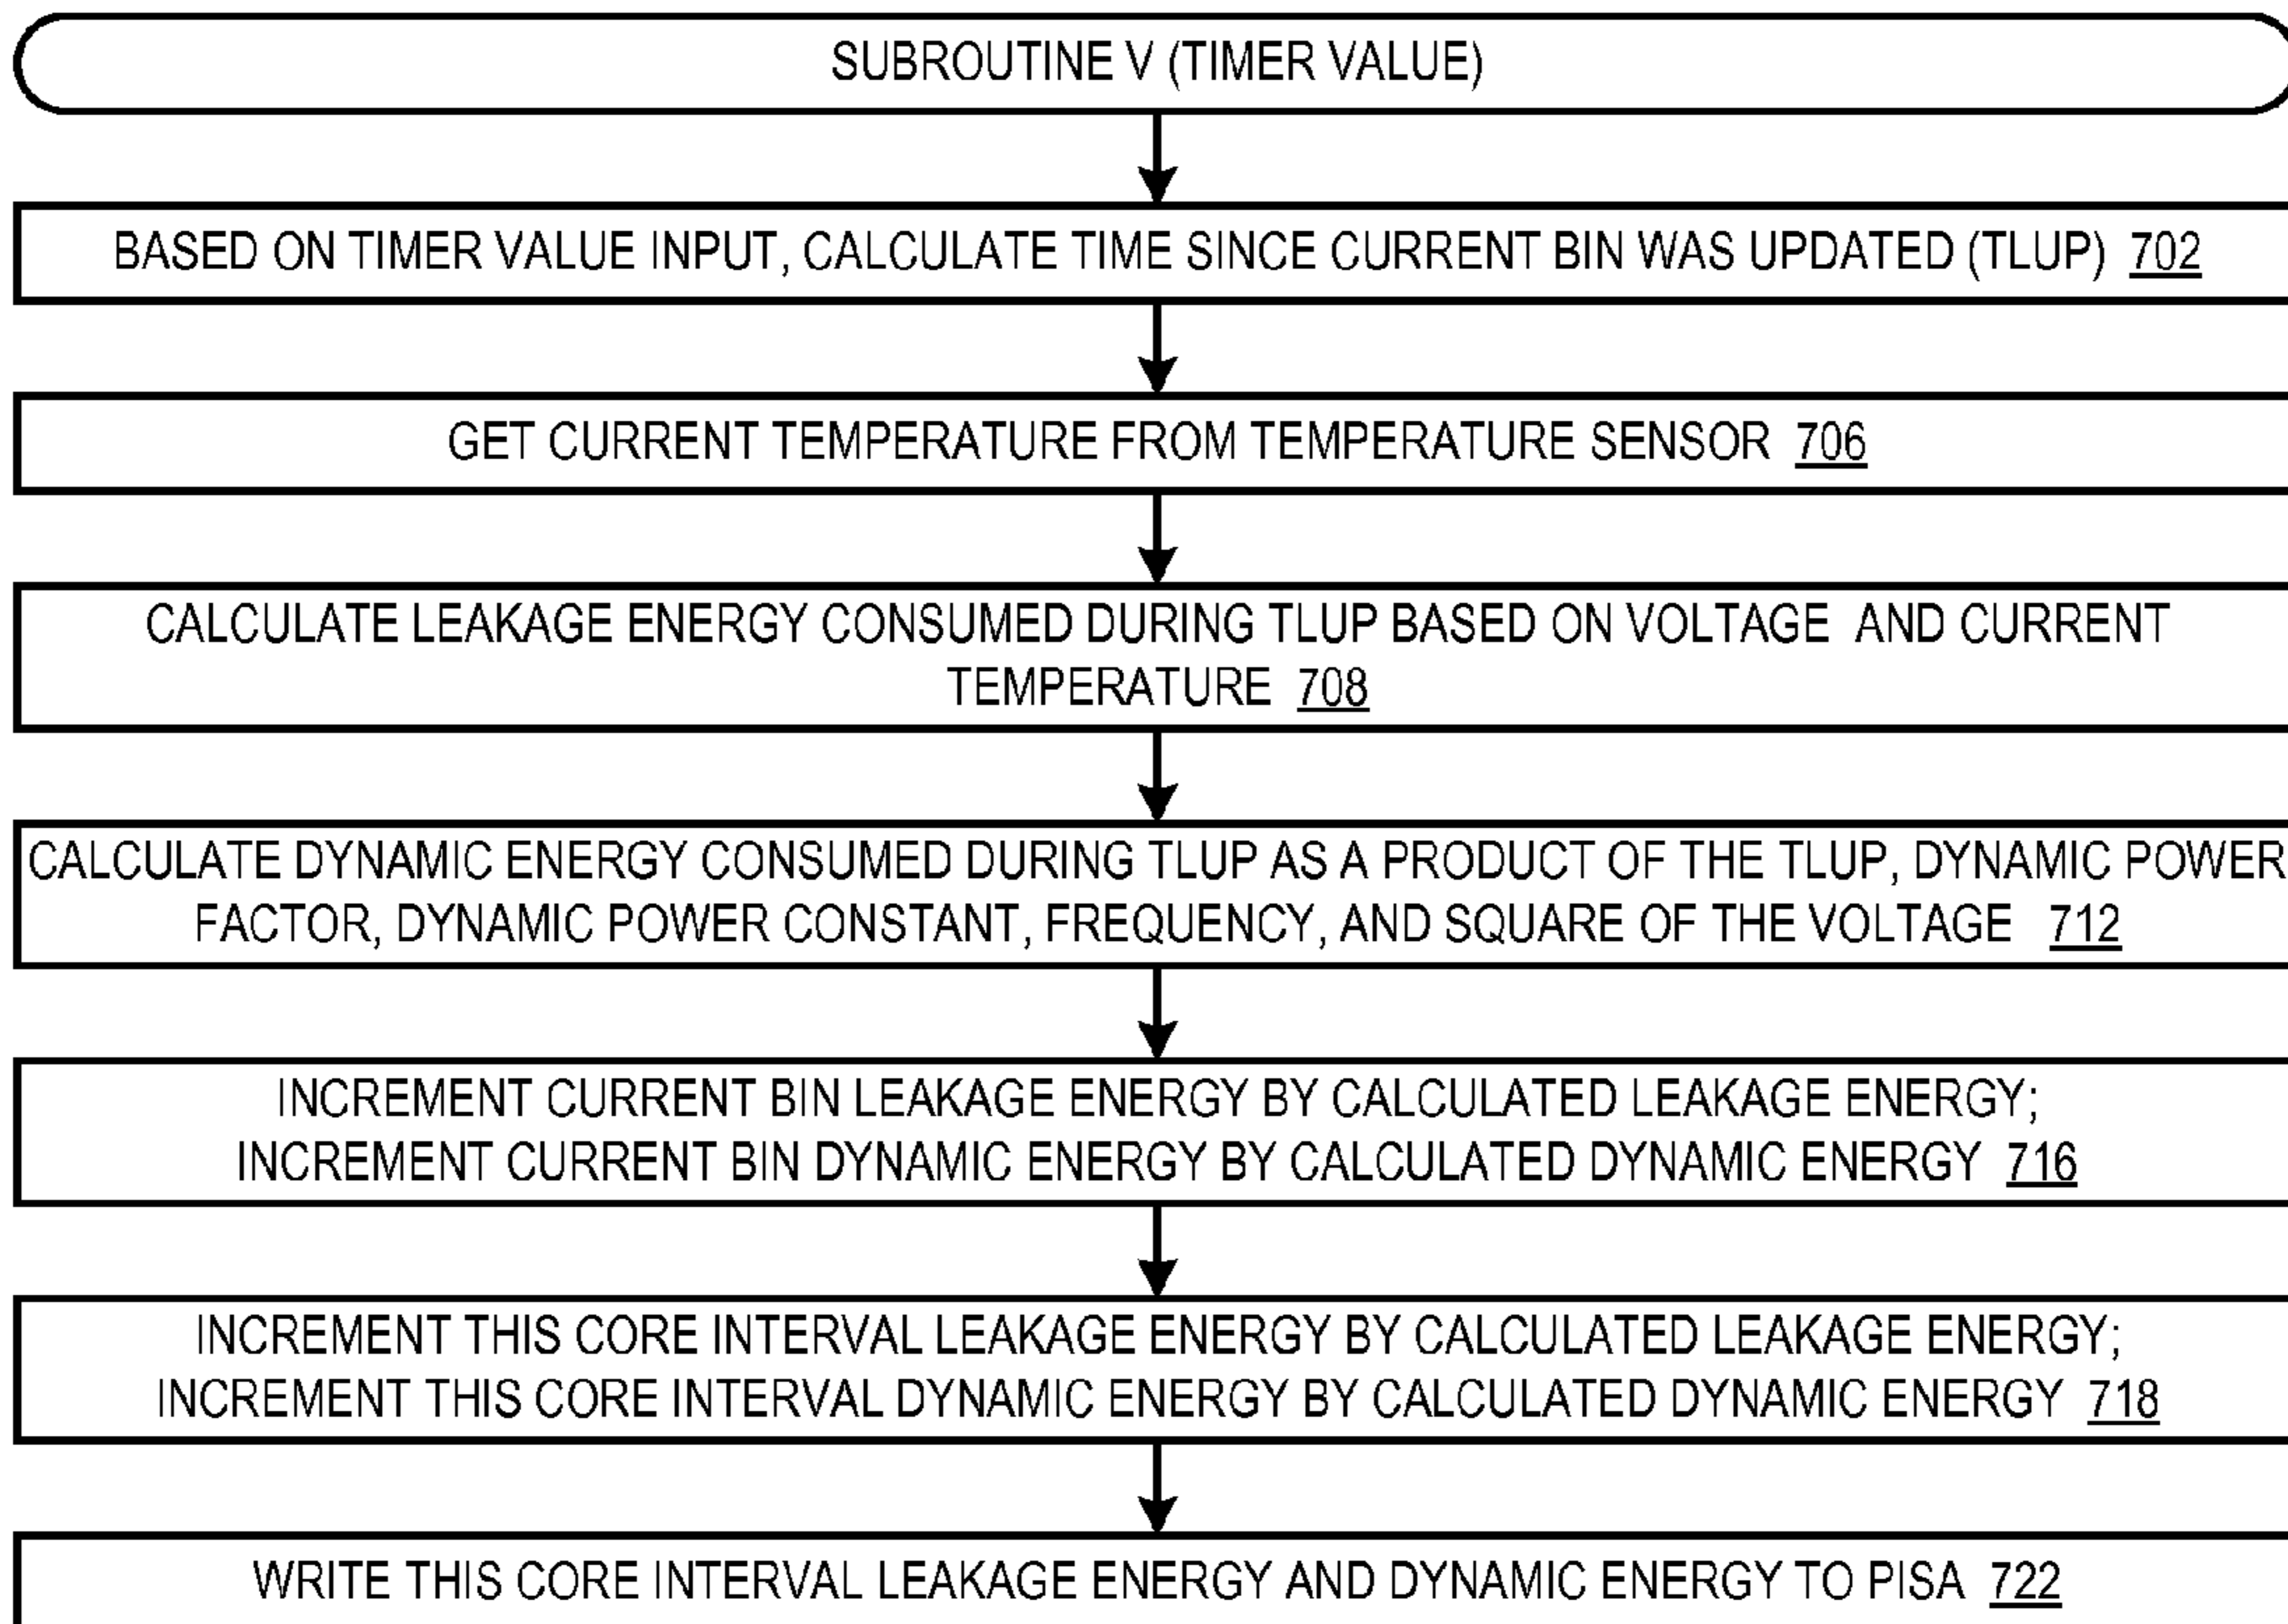 SUBROUTINE V (TIMER VALUE)
BASED ON TIMER VALUE INPUT, CALCULATE TIME SINCE CURRENT BIN WAS UPDATED (TLUP) 702
GET CURRENT TEMPERATURE FROM TEMPERATURE SENSOR 706
CALCULATE LEAKAGE ENERGY CONSUMED DURING TLUP BASED ON VOLTAGE AND CURRENT
TEMPERATURE 708
CALCULATE DYNAMIC ENERGY CONSUMED DURING TLUP AS A PRODUCT OF THE TLUP, DYNAMIC POWER
FACTOR, DYNAMIC POWER CONSTANT, FREQUENCY, AND SQUARE OF THE VOLTAGE 712
INCREMENT CURRENT BIN LEAKAGE ENERGY BY CALCULATED LEAKAGE ENERGY;
INCREMENT CURRENT BIN DYNAMIC ENERGY BY CALCULATED DYNAMIC ENERGY 716
INCREMENT THIS CORE INTERVAL LEAKAGE ENERGY BY CALCULATED LEAKAGE ENERGY;
INCREMENT THIS CORE INTERVAL DYNAMIC ENERGY BY CALCULATED DYNAMIC ENERGY 718
WRITE THIS CORE INTERVAL LEAKAGE ENERGY AND DYNAMIC ENERGY TO PISA 722